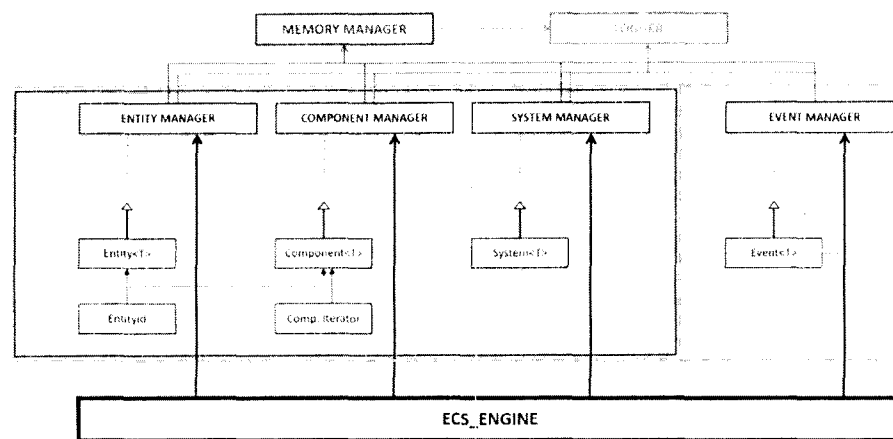 MEMORY MANAGER
ENTITY MANAGER
COMPONENT MANAGER
SYSTEM MANAGER
EVENT MANAGER
Entity<T>
Component<T>
System<T>
Event<T>
EntityId
Comp. Iterator
ECS_ENGINE